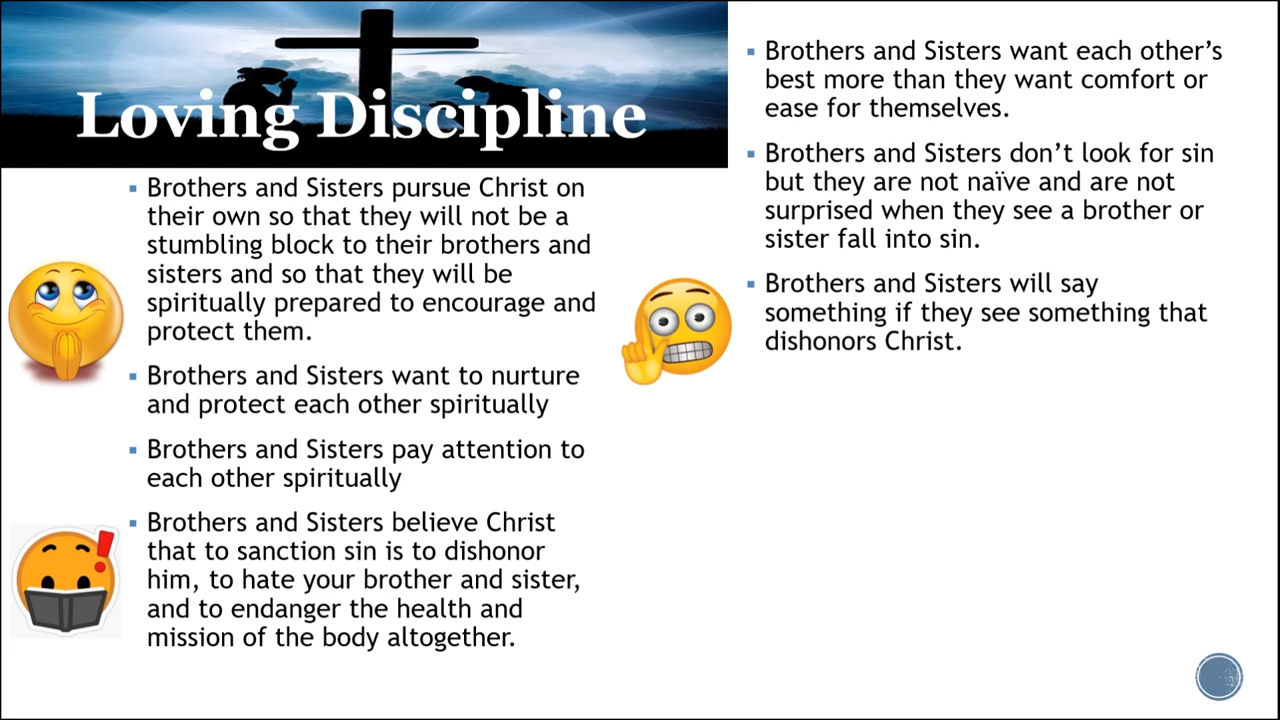 Loving Discipline
▪ Brothers and Sisters pursue Christ on
their own so that they will not be a
stumbling block to their brothers and
sisters and so that they will be
spiritually prepared to encourage and
protect them.
▪ Brothers and Sisters want to nurture
and protect each other spiritually
▪ Brothers and Sisters pay attention to
each other spiritually
▪ Brothers and Sisters believe Christ
that to sanction sin is to dishonor
him, to hate your brother and sister,
and to endanger the health and
mission of the body altogether.
▪ Brothers and Sisters want each other’s
best more than they want comfort or
ease for themselves.
▪ Brothers and Sisters don’t look for sin
but they are not naïve and are not
surprised when they see a brother or
sister fall into sin.
▪ Brothers and Sisters will say
something if they see something that
dishonors Christ.